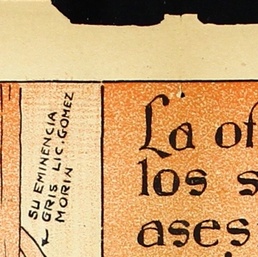 SU EMINENCIA
GRIS LIC. GOMEZ
MORIN
La of
los s
ases